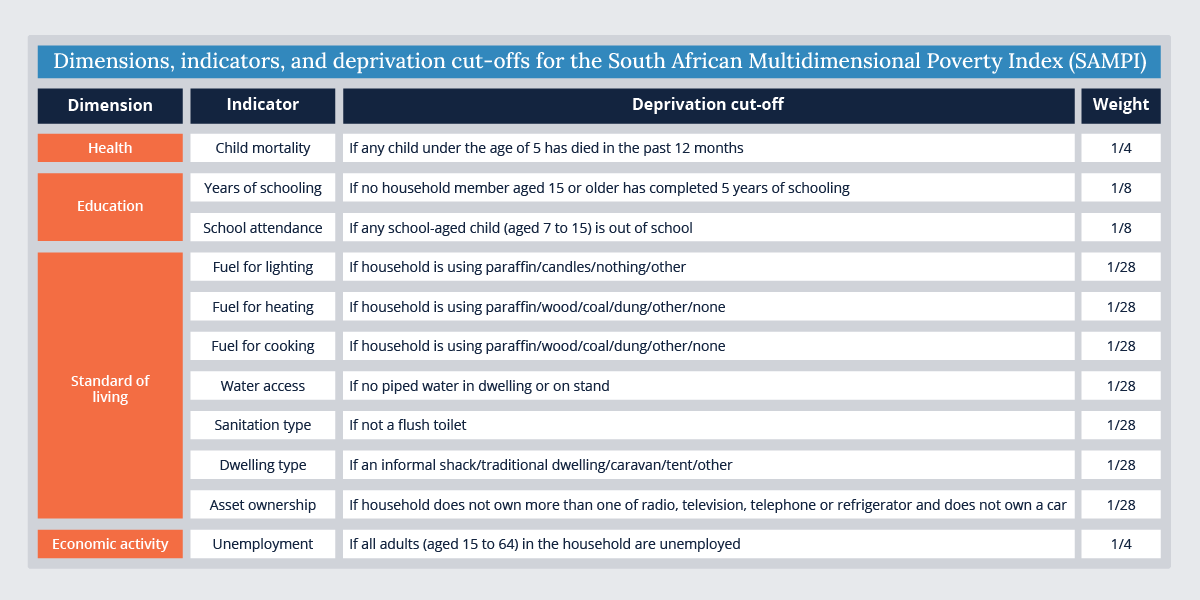 Dimensions, indicators, and deprivation cut-offs for the South African Multidimensional Poverty Index (SAMPI)
Dimension Indicator Deprivation cut-off Weight
Health Child mortality If any child under the age of 5 has died in the past 12 months 1/4
Education
Years of schooling If no household member aged 15 or older has completed 5 years of schooling 1/8
School attendance If any school-aged child (aged 7 to 15) is out of school 1/8
Standard of
living
Fuel for lighting If household is using paraffin/candles/nothing/other 1/28
Fuel for heating If household is using paraffin/wood/coal/dung/other/none 1/28
Fuel for cooking If household is using paraffin/wood/coal/dung/other/none 1/28
Water access If no piped water in dwelling or on stand 1/28
Sanitation type If not a flush toilet 1/28
Dwelling type If an informal shack/traditional dwelling/caravan/tent/other 1/28
Asset ownership If household does not own more than one of radio, television, telephone or refrigerator and does not own a car 1/28
Economic activity Unemployment If all adults (aged 15 to 64) in the household are unemployed 1/4